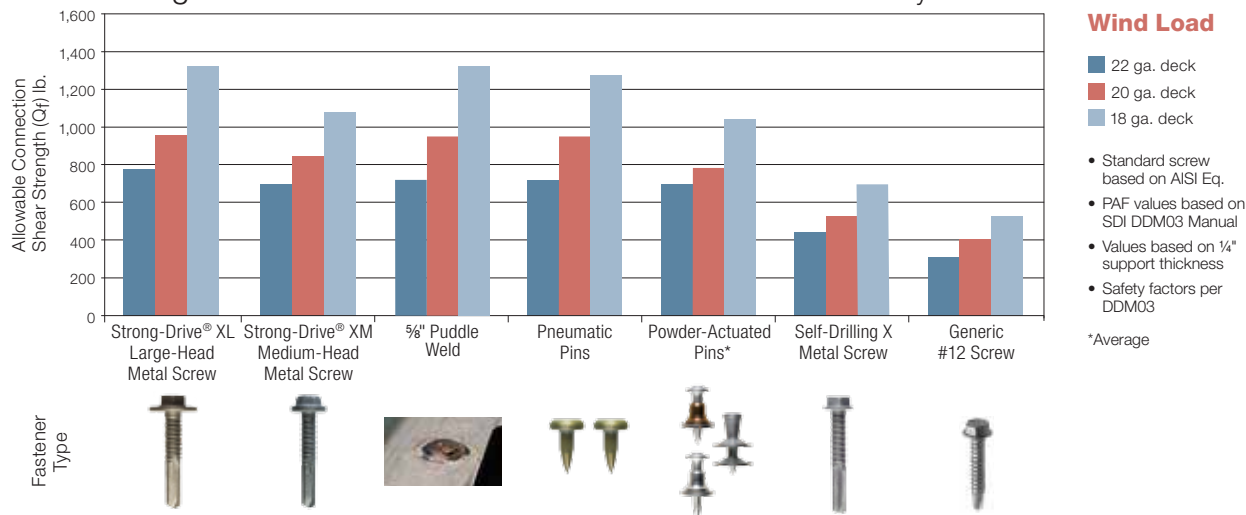 1,600
1,400
1,200
1,000
800
600
400
200
0
Allowable Connection
Shear Strength (Qf) lb.
Strong-Drive® XL
Large-Head
Metal Screw
Strong-Drive® XM
Medium-Head
Metal Screw
⅝" Puddle
Weld
Pneumatic
Pins
Powder-Actuated
Pins*
Self-Drilling X
Metal Screw
Generic
#12 Screw
Fastener
Type
Wind Load
22 ga. deck
20 ga. deck
18 ga. deck
• Standard screw
based on AISI Eq.
• PAF values based on
SDI DDM03 Manual
• Values based on ¼"
support thickness
• Safety factors per
DDM03
*Average